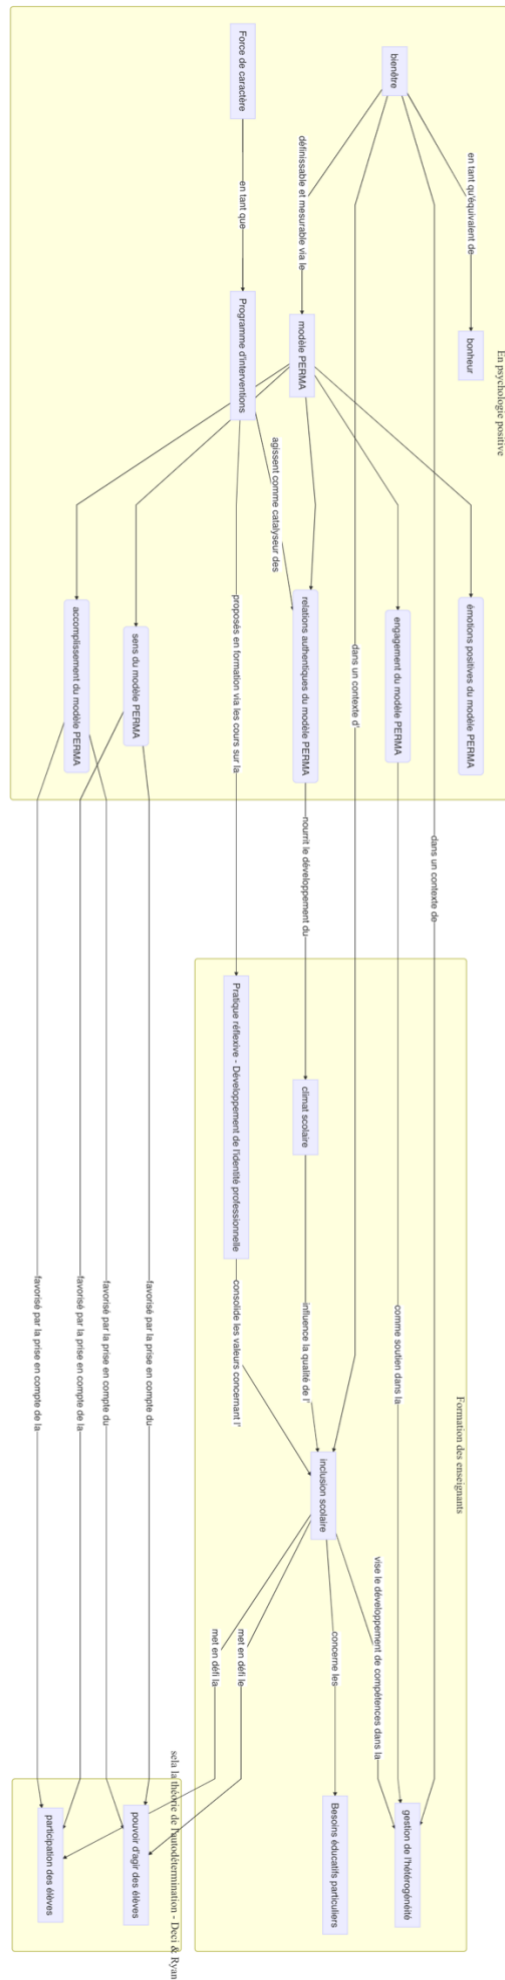 En psychologie positive
bienêtre
Force de caractère
en tant qu'équivalent de
définissable et mesurable via le
en tant que
bonheur
modèle PERMA
Programme d'interventions
agissent comme catalyseur des
émotions positives du modèle PERMA
engagement du modèle PERMA
dans un contexte d'
relations authentiques du modèle PERMA
proposés en formation via les cours sur la
sens du modèle PERMA
accomplissement du modèle PERMA
dans un contexte de
nourrit le développement du
Formation des enseignants
climat scolaire
Pratique réflexive - Développement de l'identité professionnelle
comme soutien dans la
influence la qualité de l'
consolide les valeurs concernant l'
favorisé par la prise en compte du
favorisé par la prise en compte du
favorisé par la prise en compte de la
favorisé par la prise en compte de la
inclusion scolaire
vise le développement de compétences dans la
concerne les
met en défi le
met en défi la
gestion de l'hétérogénéité
Besoins éducatifs particuliers
sela la théorie de l'autodétermination - Deci & Ryan
pouvoir d'agir des élèves
participation des élèves